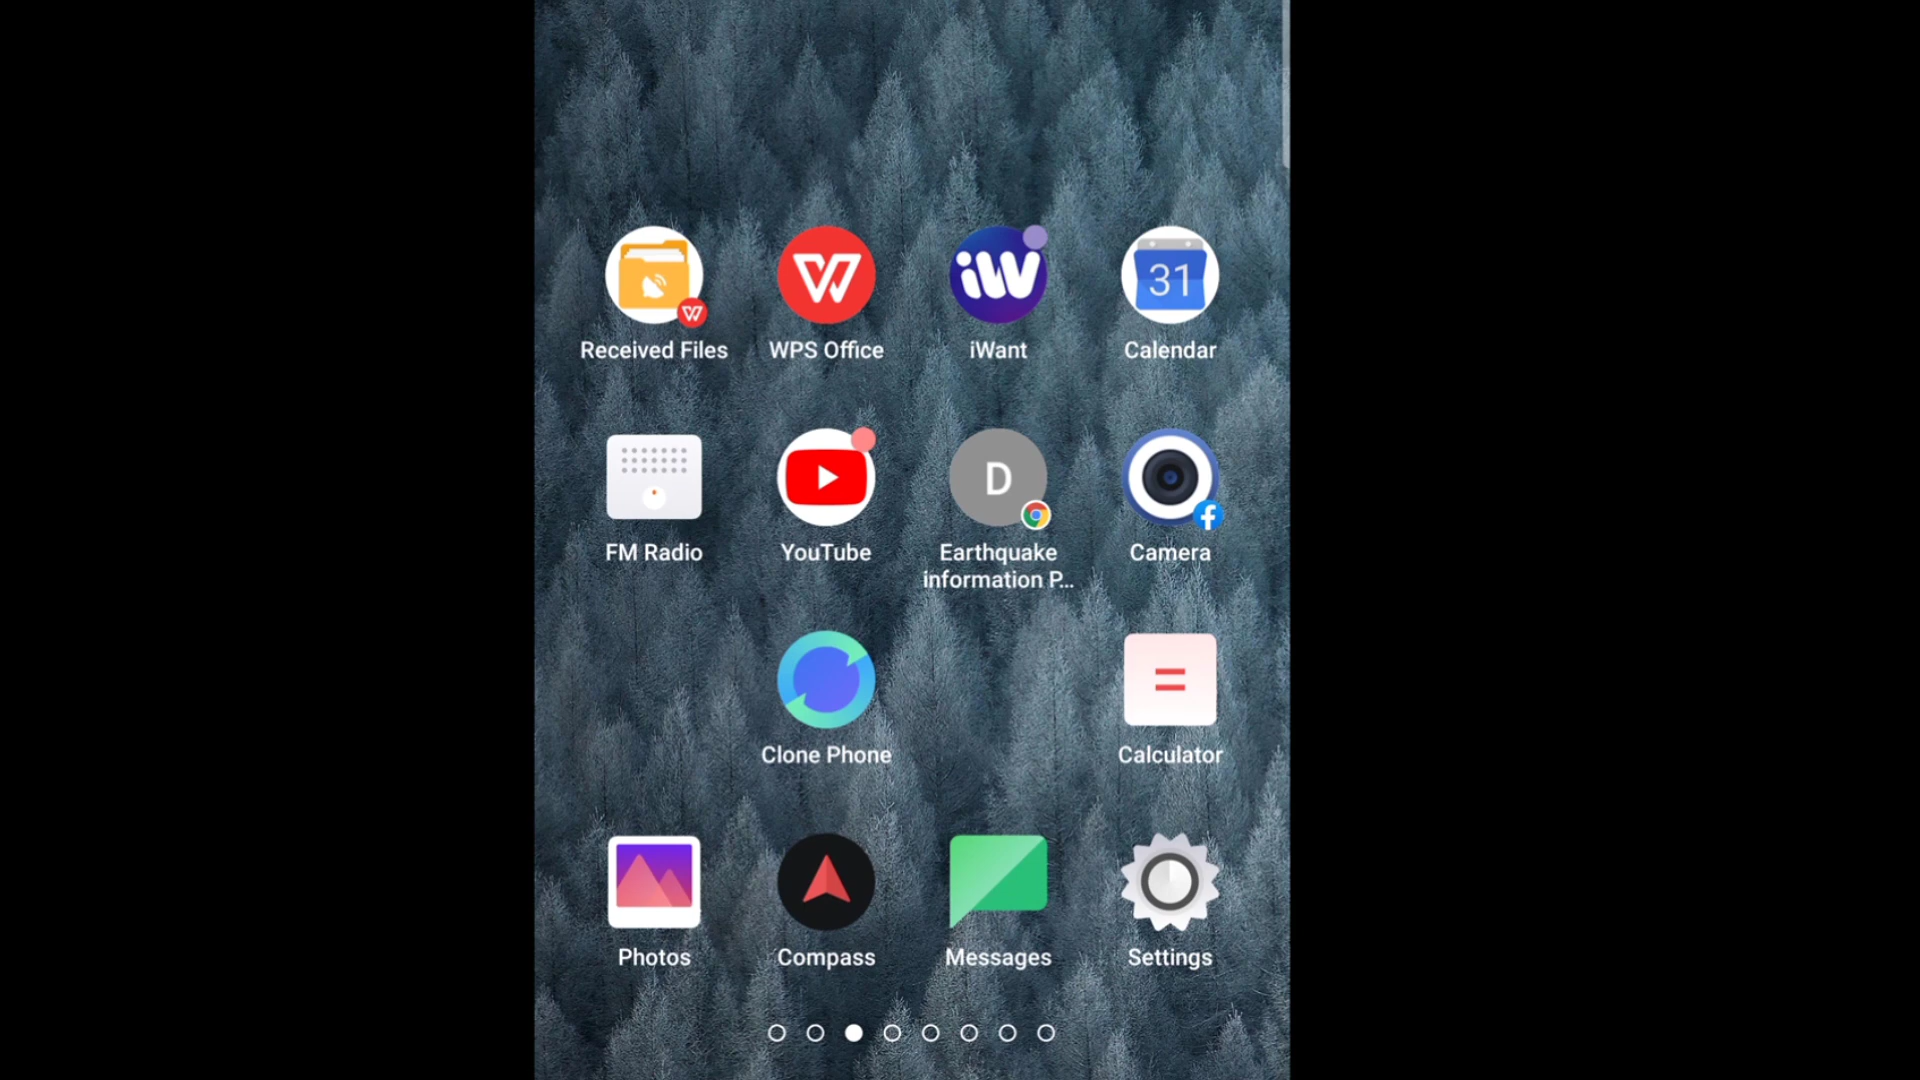 iW
31
Received Files
WPS Office
iWant
Calendar
D
FM Radio
YouTube
Earthquake
information P...
Camera
Clone Phone
Calculator
Photos
Compass
Messages
Settings